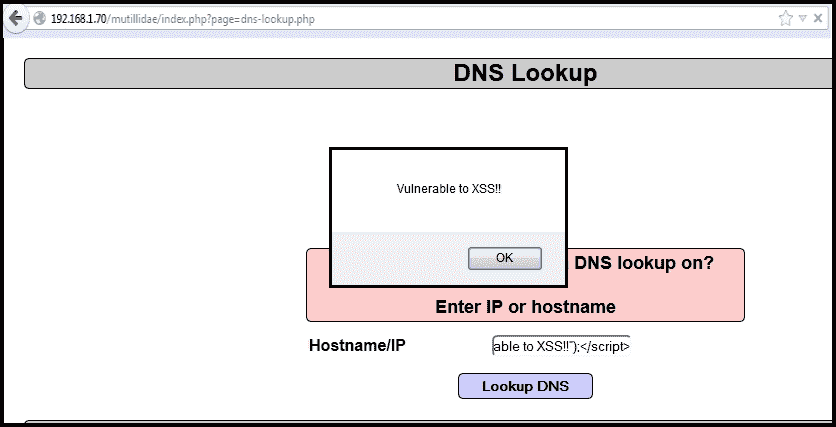 192.168.1.70/mutillidae/index.php?page=dns-lookup.php
DNS Lookup
Vulnerable to XSS!!
OK
DNS lookup on?
Enter IP or hostname
Hostname/IP
able to XSS!!");</script>
Lookup DNS